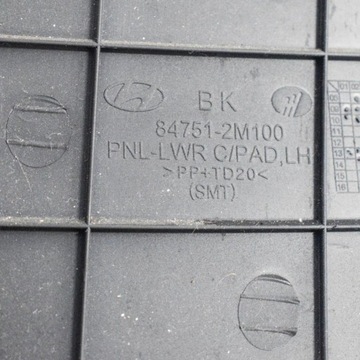 BK
84751-2M100
PNL-LWR C/PAD,LH
>PP+TD20<
(SMT)